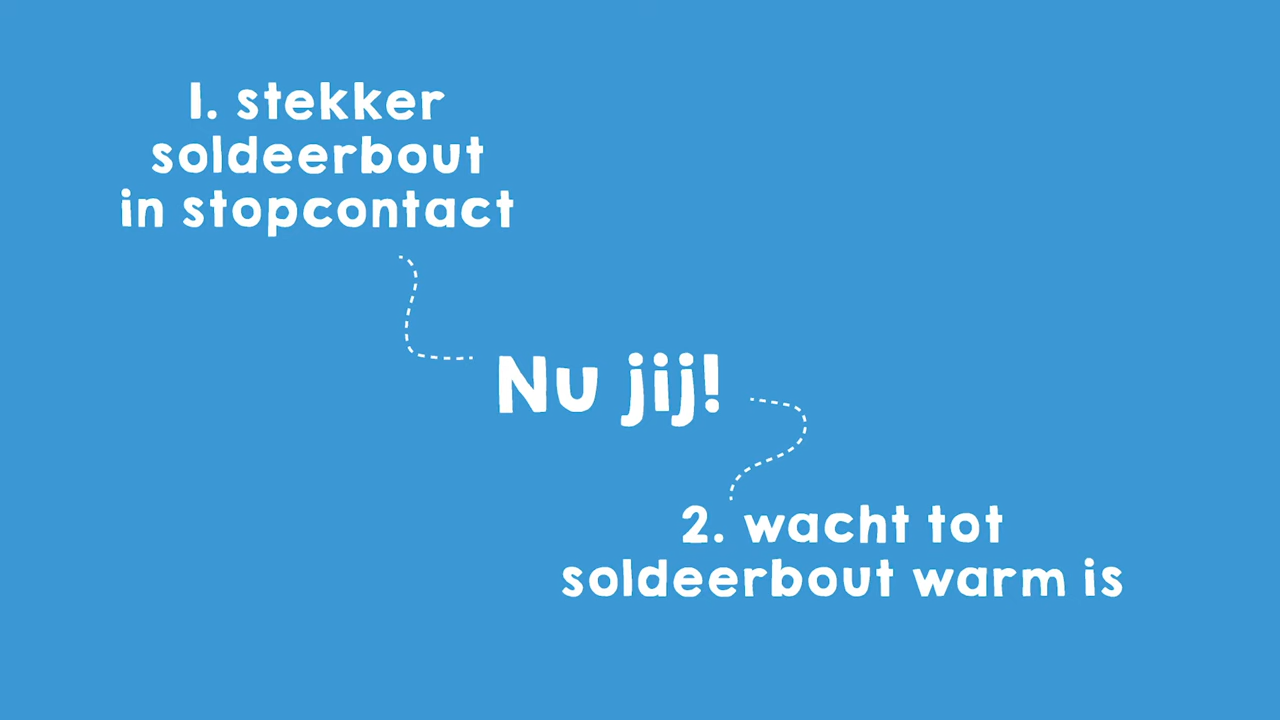 1. stekker
soldeerbout
in stopcontact
Nu jij!
2. wacht tot
soldeerbout warm is